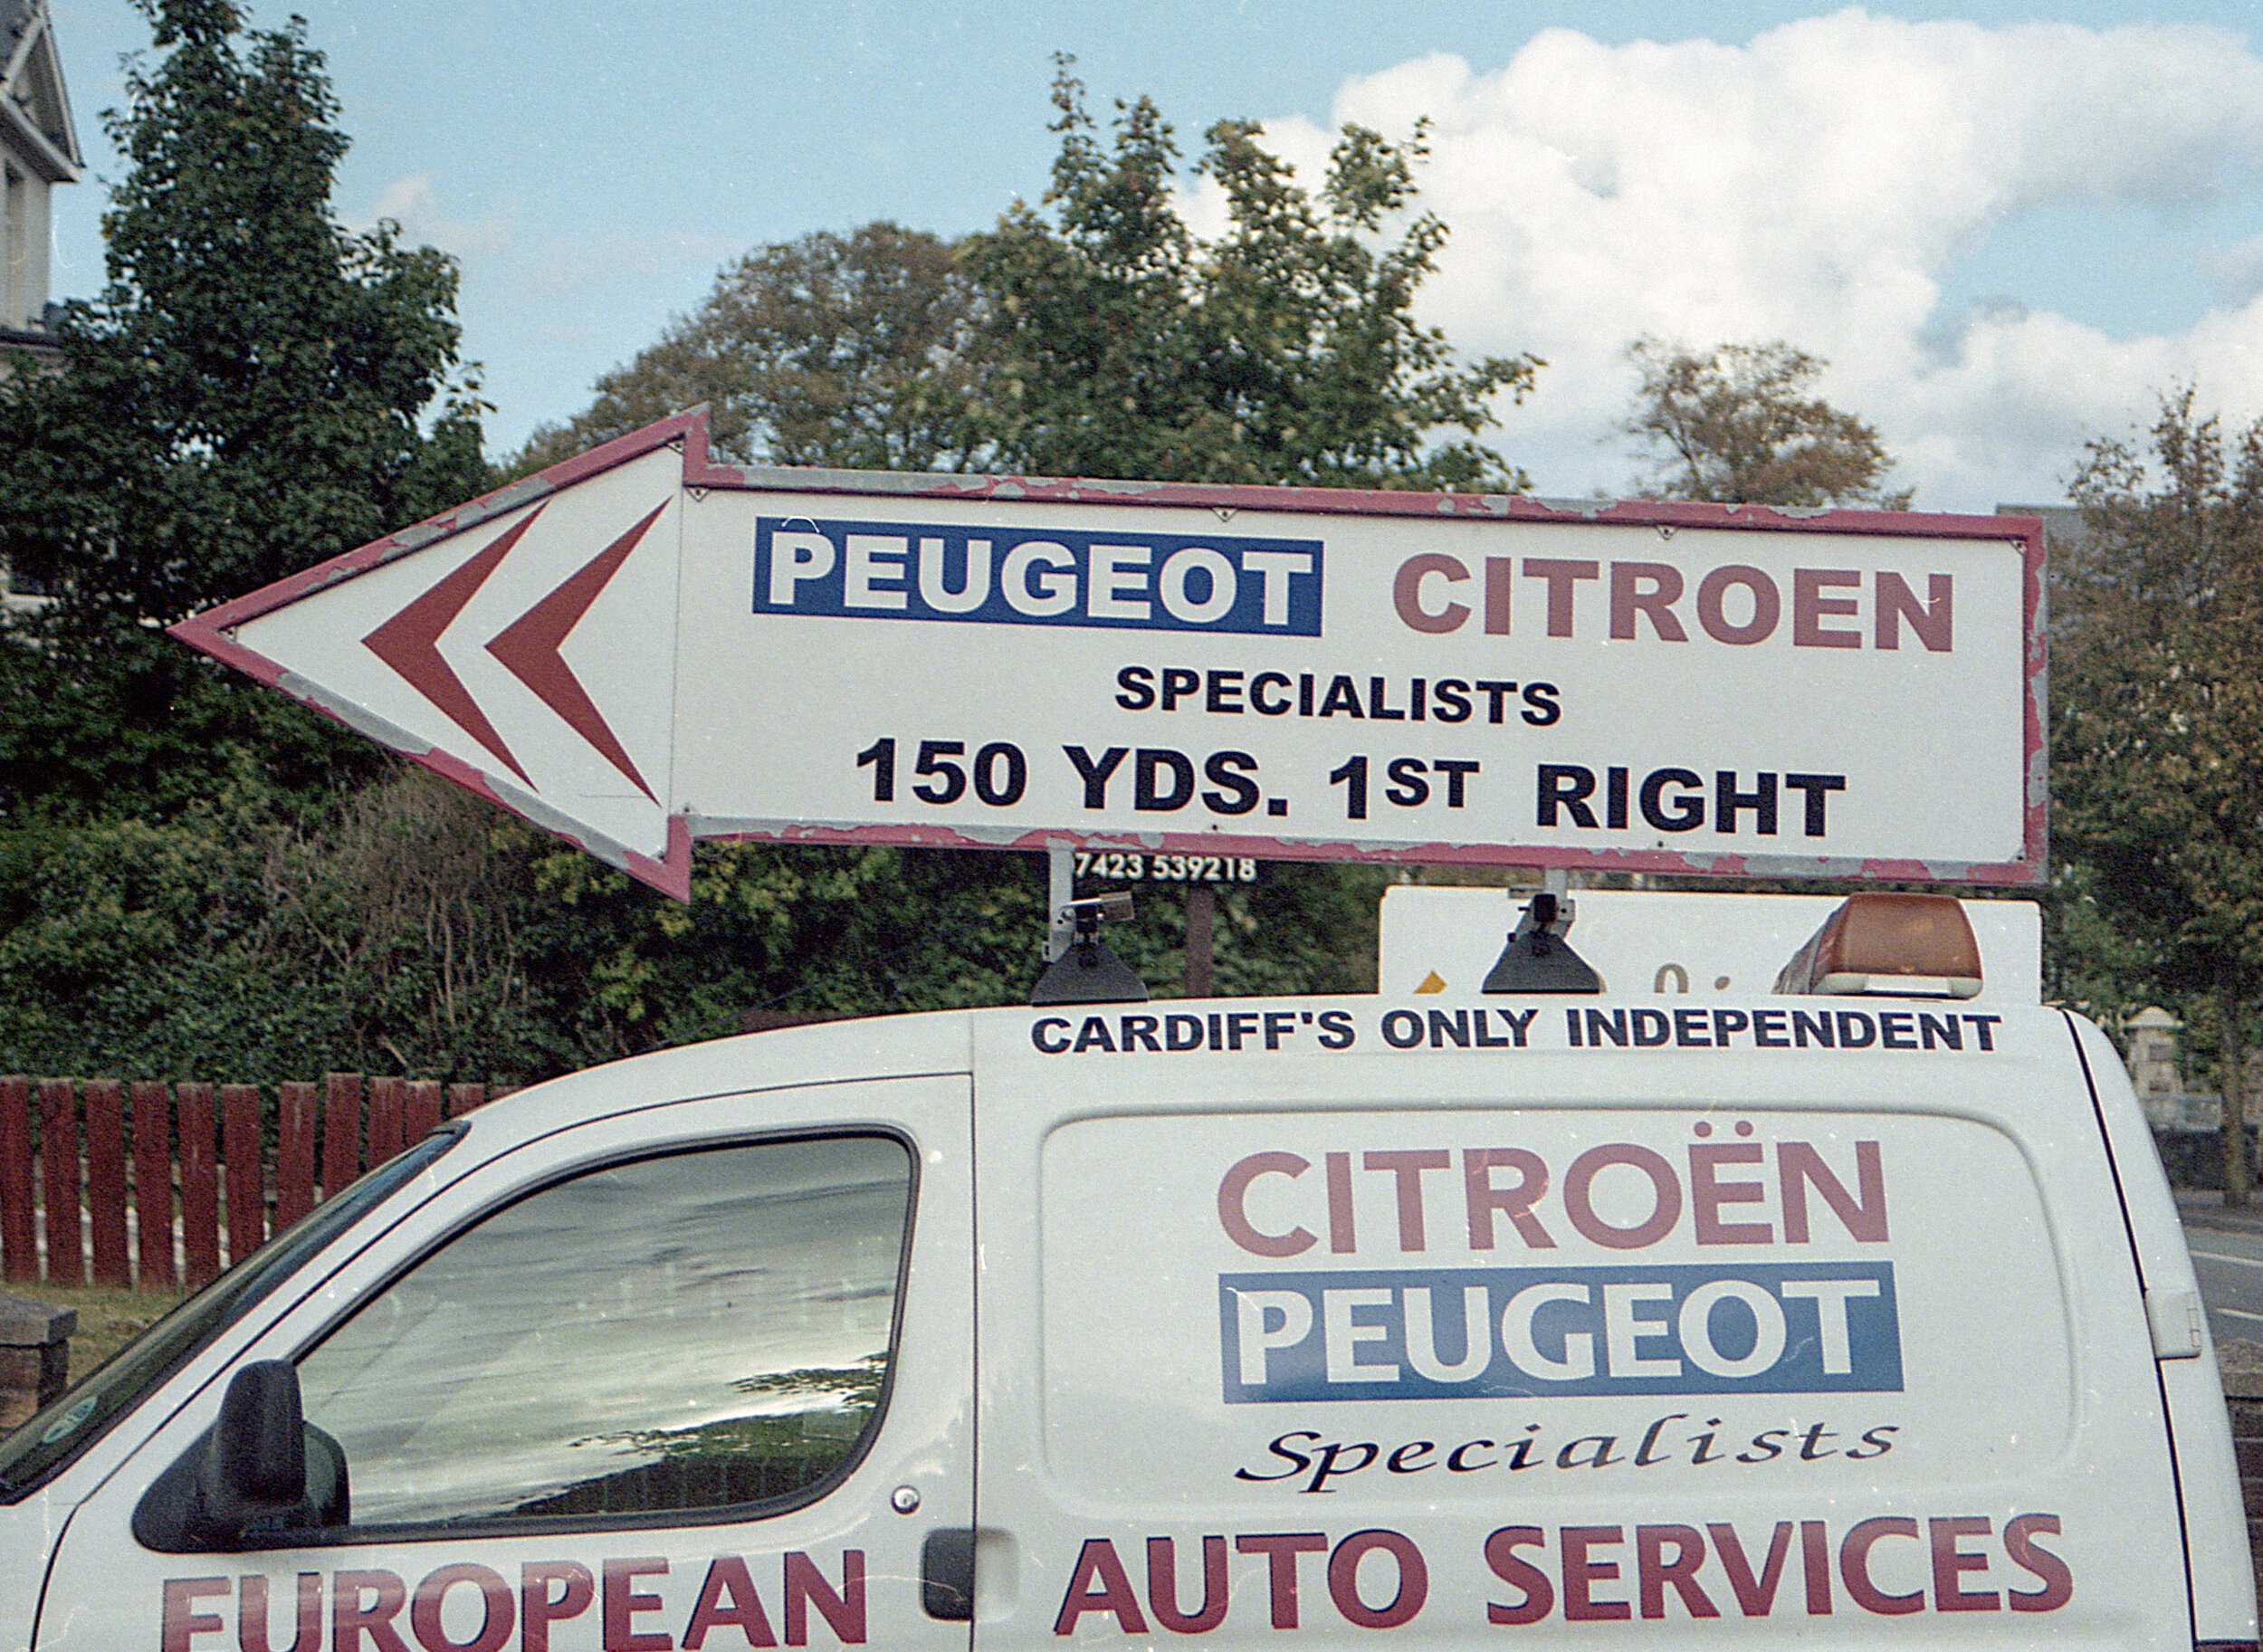 PEUGEOT CITROEN
SPECIALISTS
150 YDS. 1ST RIGHT
7423 539218
CARDIFF'S ONLY INDEPENDENT
CITROËN
PEUGEOT
Specialists
EUROPEAN AUTO SERVICES